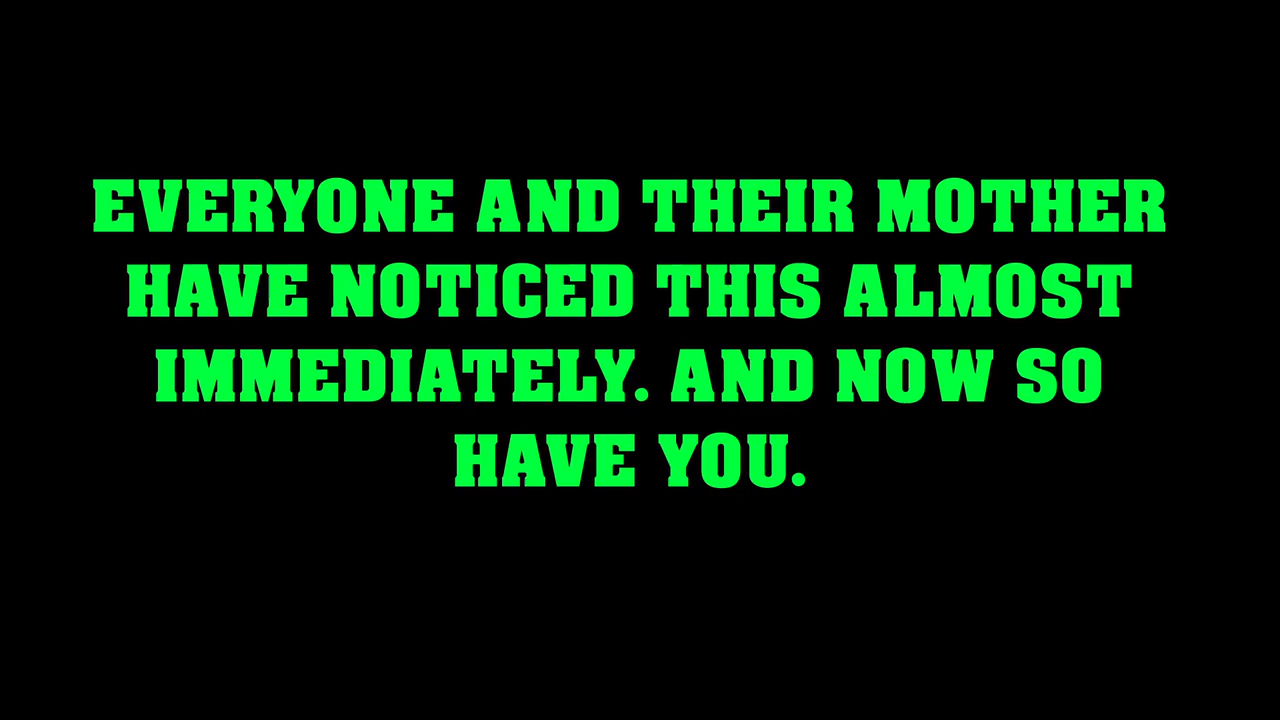 EVERYONE AND THEIR MOTHER
HAVE NOTICED THIS ALMOST
IMMEDIATELY. AND NOW SO
HAVE YOU.